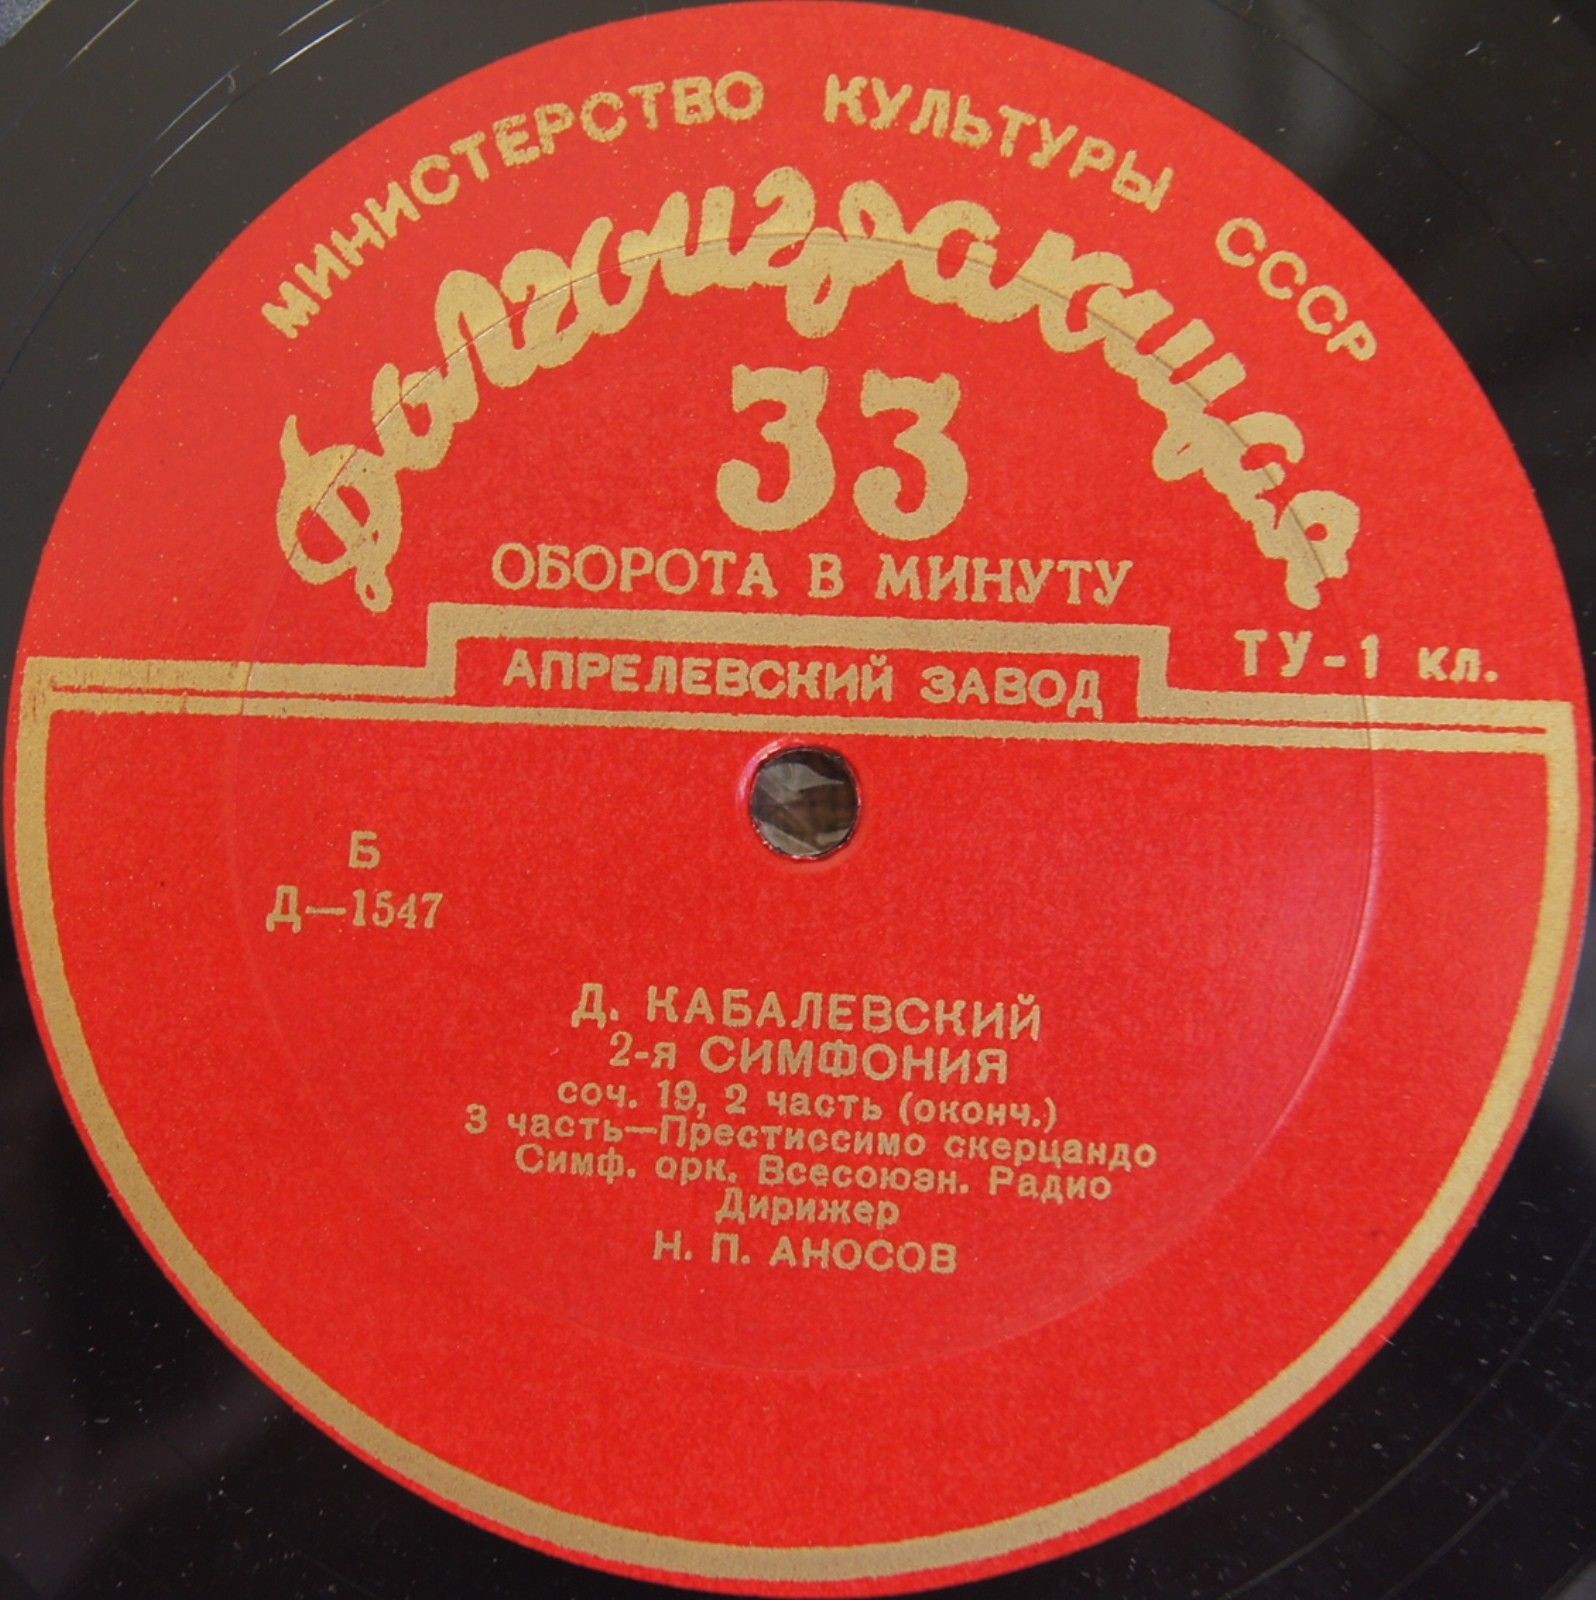 МИНИСТЕРСТВО КУЛЬТУРЫ СССР
Долгоиграющая
33
ОБОРОТА В МИНУТУ
АПРЕЛЕВСКИЙ ЗАВОД
ТУ-1 кл.
Б
Д—1547
Д. КАБАЛЕВСКИЙ
2-я СИМФОНИЯ
соч. 19, 2 часть (оконч.)
3 часть—Престиссимо скерцандо
Симф. орк. Всесоюзн. Радио
Дирижер
Н. П. АНОСОВ